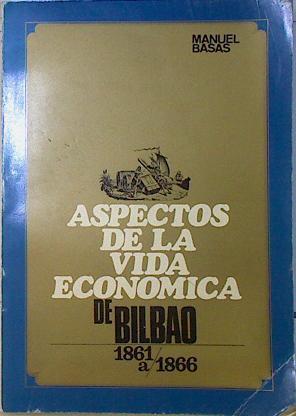 MANUEL
BASAS
ASPECTOS
DE LA
VIDA
ECONOMICA
DE BILBAO
1861
a/1866